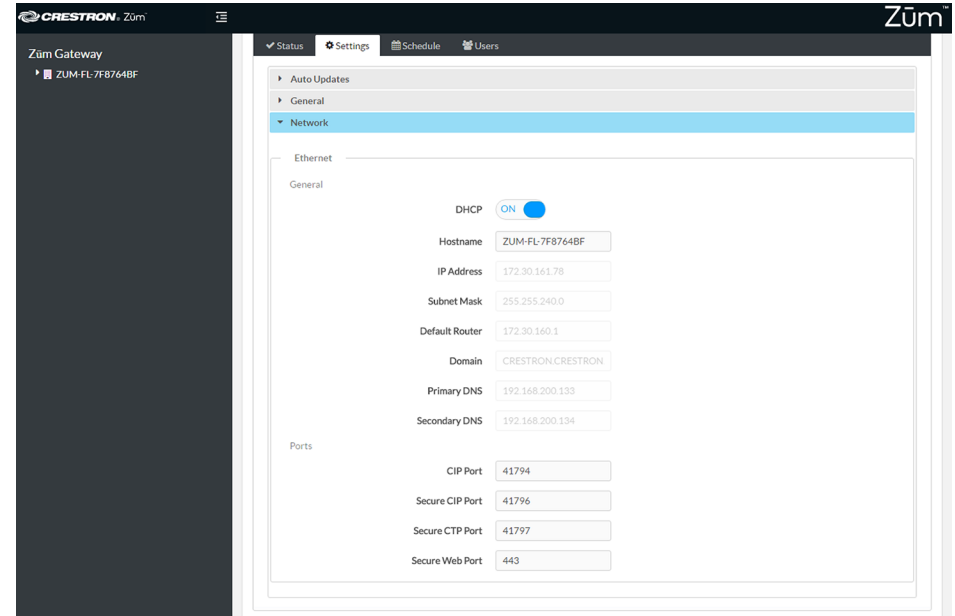 CRESTRON. Zūm™
Zūm™
Zūm Gateway
ZUM-FL-7F8764BF
Status Settings Schedule Users
Auto Updates
General
Network
Ethernet
General
DHCP ON
Hostname ZUM-FL-7F8764BF
IP Address 172.30.161.78
Subnet Mask 255.255.240.0
Default Router 172.30.160.1
Domain CRESTRON.CRESTRON.
Primary DNS 192.168.200.133
Secondary DNS 192.168.200.134
Ports
CIP Port 41794
Secure CIP Port 41796
Secure CTP Port 41797
Secure Web Port 443